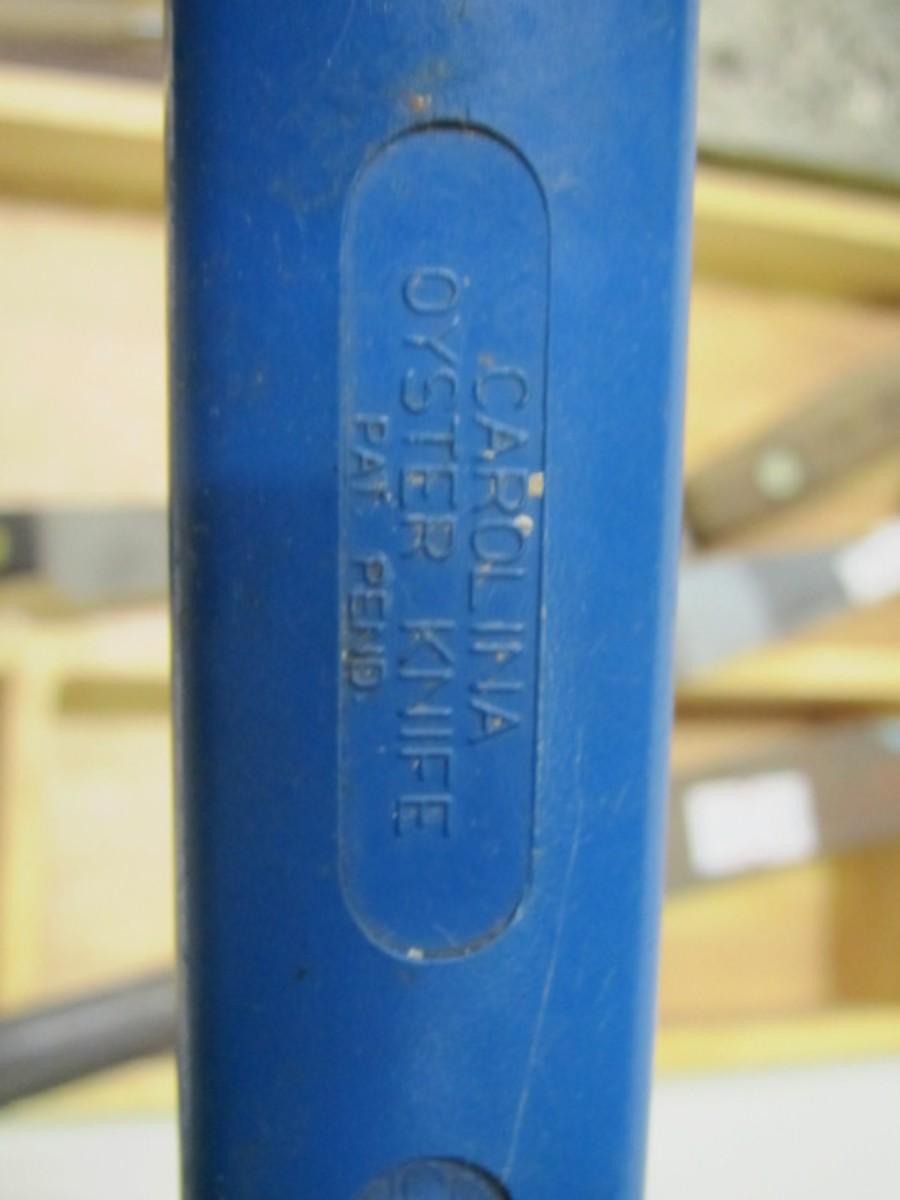 CAROLINA
OYSTER KNIFE
PAT PEND.